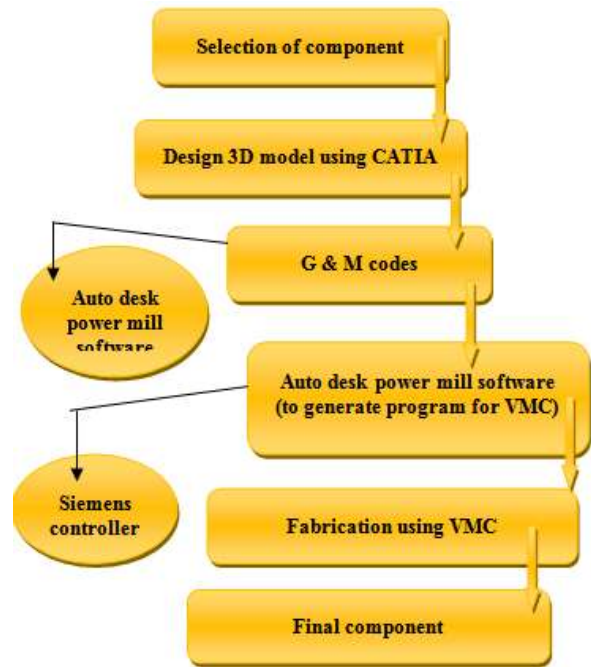 Selection of component
Design 3D model using CATIA
G & M codes
Auto desk
power mill
software
Auto desk power mill software
(to generate program for VMC)
Siemens
controller
Fabrication using VMC
Final component